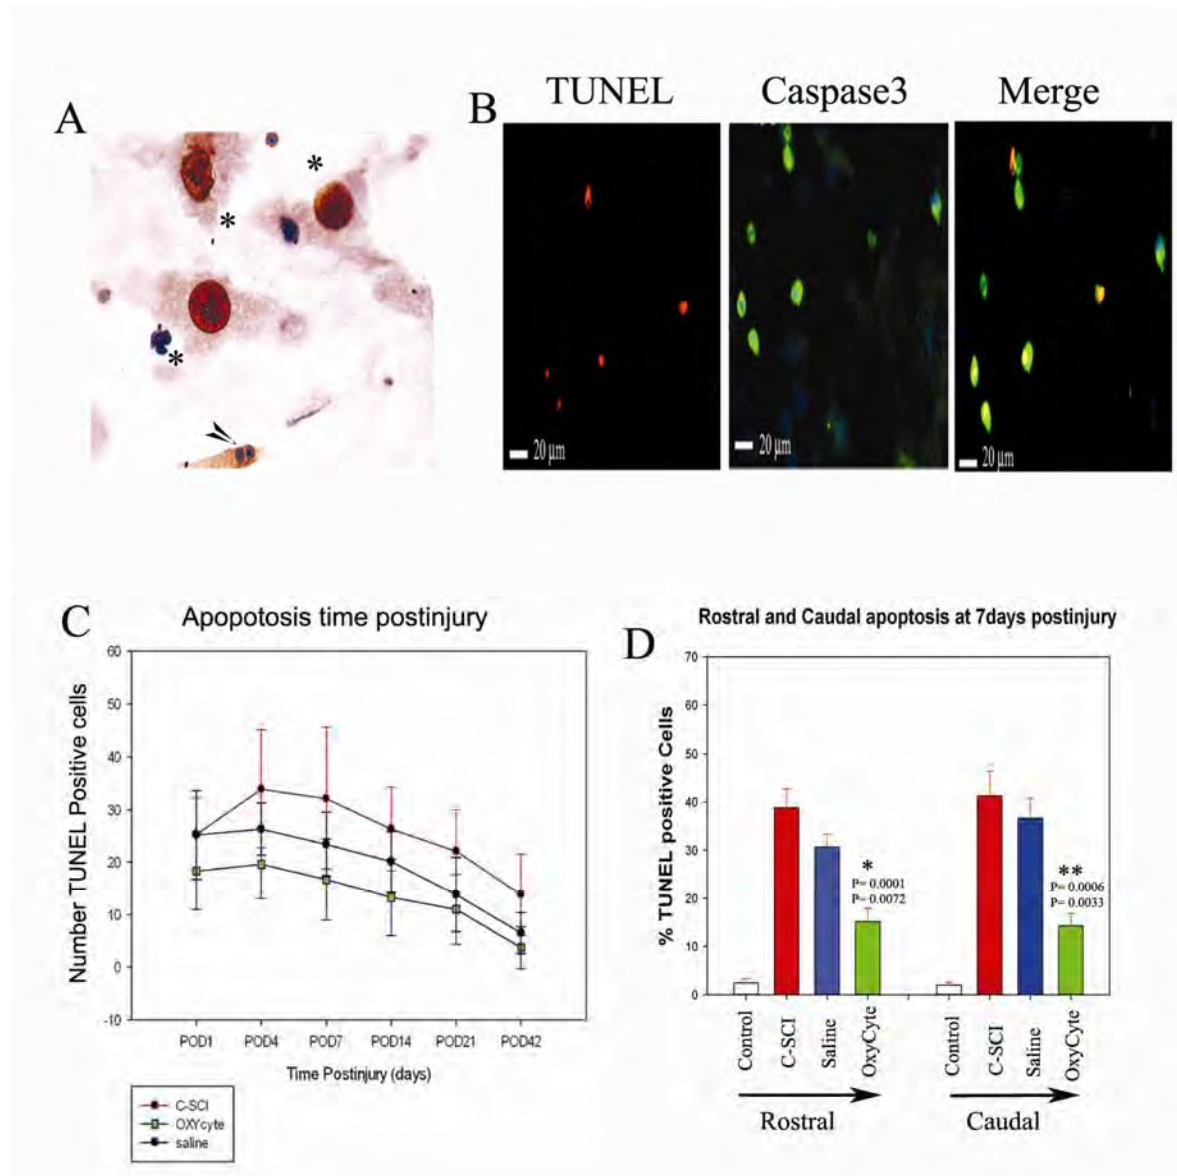 A
*
*
*
B
TUNEL
Caspase3
Merge
20 µm
20 µm
20 µm
C
Apopotosis time postinjury
Number TUNEL Positive cells
60
50
40
30
20
10
0
-10
POD1 POD4 POD7 POD14 POD21 POD42
Time Postinjury (days)
C-SCI
OXYcyte
saline
D
Rostral and Caudal apoptosis at 7days postinjury
% TUNEL positive Cells
70
60
50
40
30
20
10
0
*
P= 0.0001
P= 0.0072
**
P= 0.0006
P= 0.0033
Control C-SCI Saline OxyCyte Control C-SCI Saline OxyCyte
Rostral Caudal